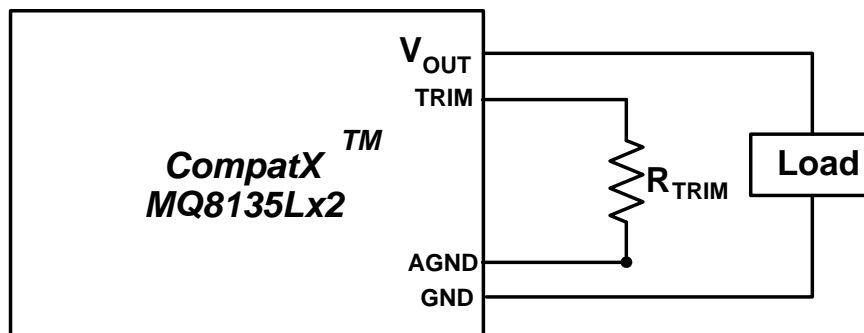 VOUT
TRIM
CompatX TM
MQ8135Lx2
RTRIM
Load
AGND
GND